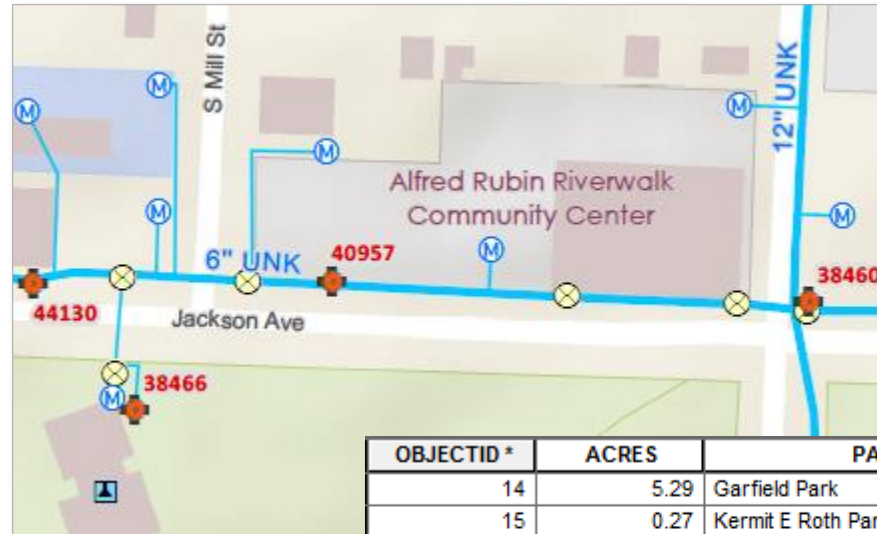 S Mill St
12" UNK
M
M
M
M
Alfred Rubin Riverwalk
Community Center
M
M
M
6" UNK
40957
38460
44130
Jackson Ave
38466
M
OBJECTID *
ACRES
PA
14
5.29
Garfield Park
15
0.27
Kermit E Roth Par